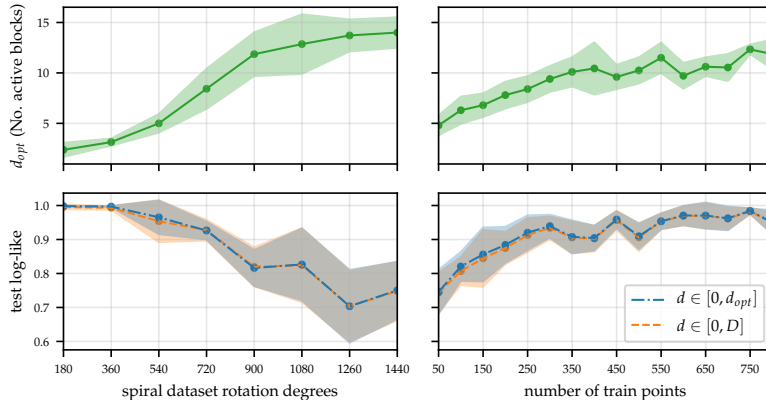 d_opt (No. active blocks)
15
10
5
test log-like
1.0
0.9
0.8
0.7
0.6
180 360 540 720 900 1080 1260 1440
spiral dataset rotation degrees
50 150 250 350 450 550 650 750
number of train points
d ∈ [0, d_opt]
d ∈ [0, D]